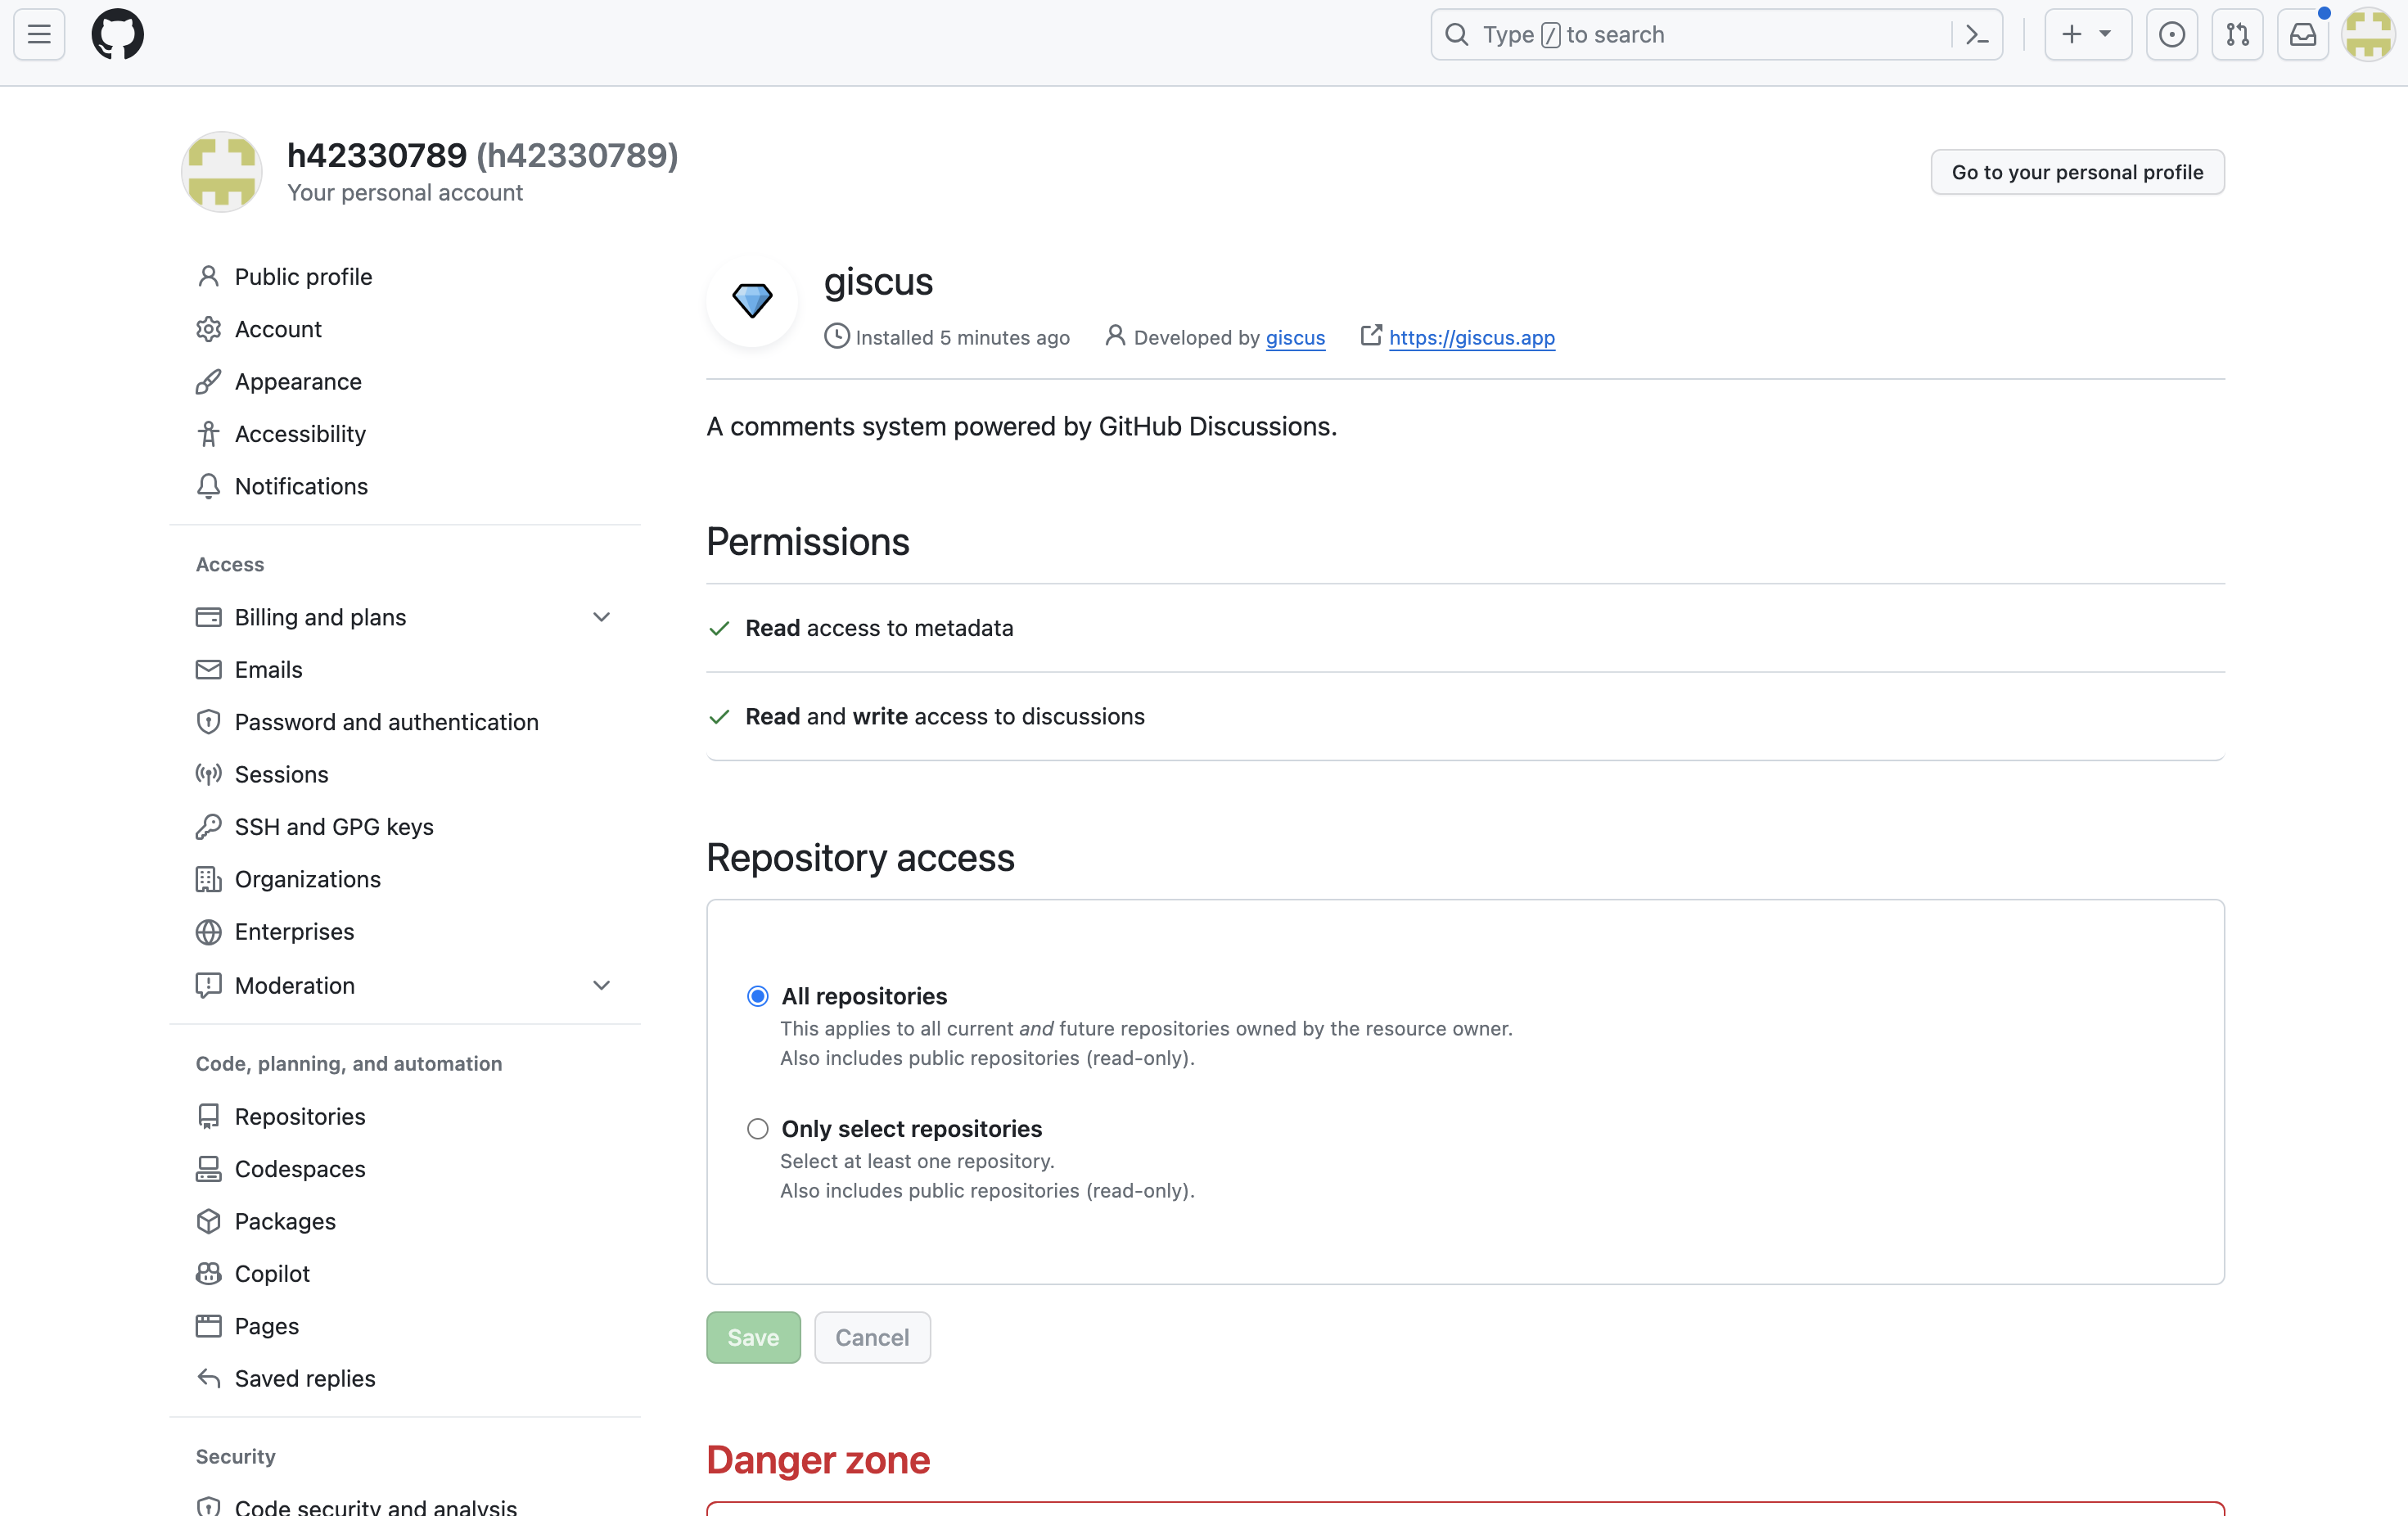 Type / to search
h42330789 (h42330789)
Your personal account
Go to your personal profile
Public profile
Account
Appearance
Accessibility
Notifications
Access
Billing and plans
Emails
Password and authentication
Sessions
SSH and GPG keys
Organizations
Enterprises
Moderation
Code, planning, and automation
Repositories
Codespaces
Packages
Copilot
Pages
Saved replies
Security
Code security and analysis
giscus
Installed 5 minutes ago Developed by giscus https://giscus.app
A comments system powered by GitHub Discussions.
Permissions
Read access to metadata
Read and write access to discussions
Repository access
All repositories
This applies to all current and future repositories owned by the resource owner.
Also includes public repositories (read-only).
Only select repositories
Select at least one repository.
Also includes public repositories (read-only).
Save Cancel
Danger zone